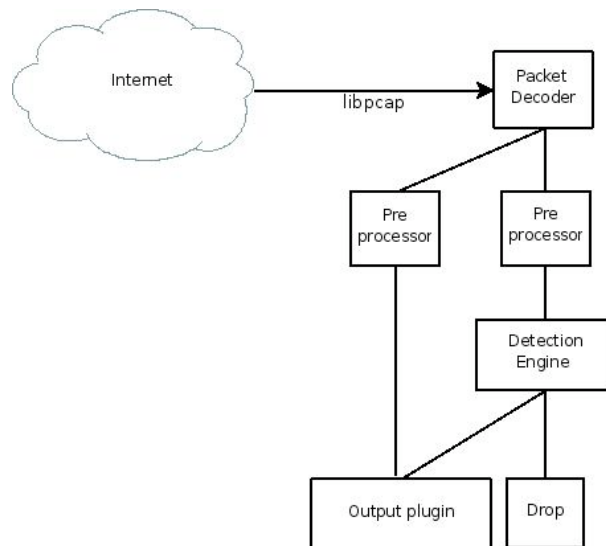 Internet
libpcap
Packet
Decoder
Pre
processor
Pre
processor
Detection
Engine
Output plugin
Drop